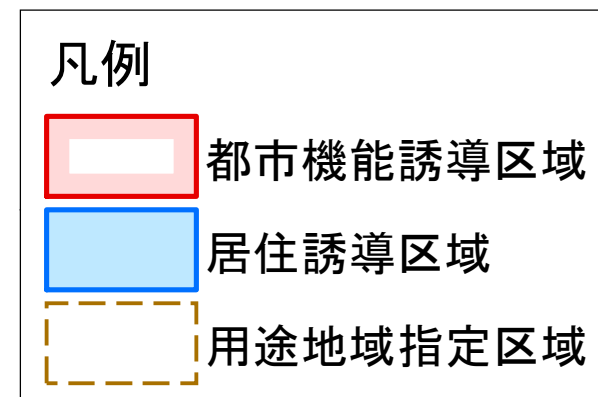 凡例
都市機能誘導区域
居住誘導区域
用途地域指定区域